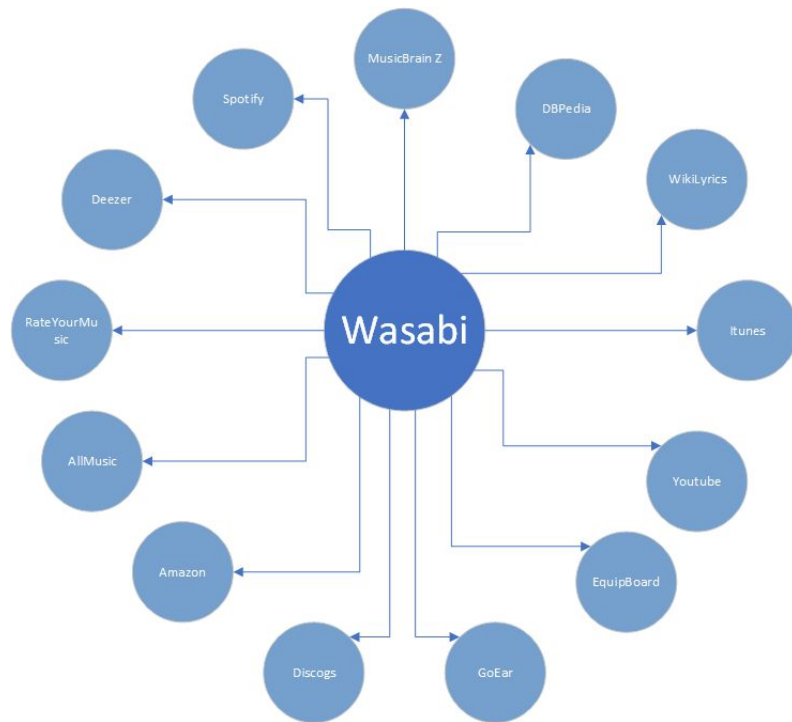 MusicBrain Z
Spotify
DBPedia
WikiLyrics
Deezer
RateYourMu
sic
Wasabi
Itunes
AllMusic
Youtube
Amazon
EquipBoard
Discogs
GoEar